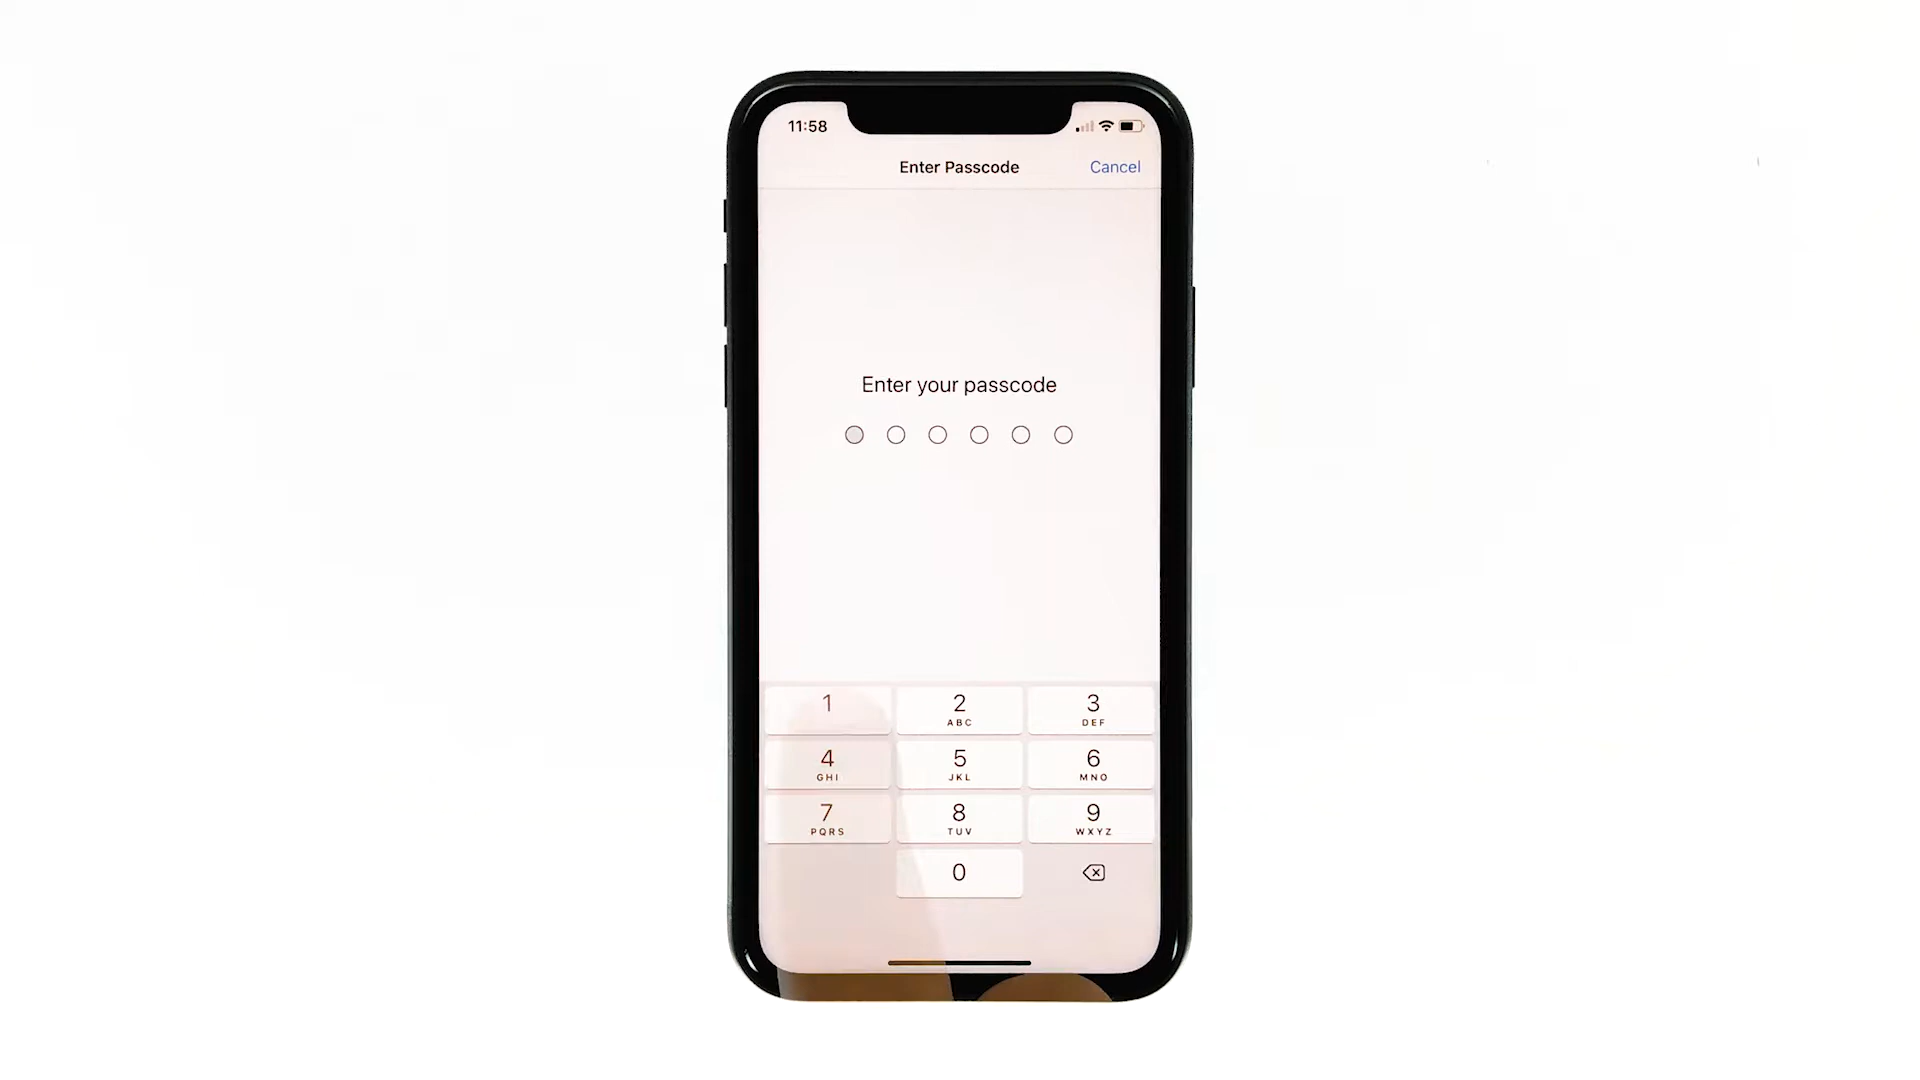 11:58
Enter Passcode Cancel
Enter your passcode
1 2 3
ABC DEF
4 5 6
GHI JKL MNO
7 8 9
PQRS TUV WXYZ
0